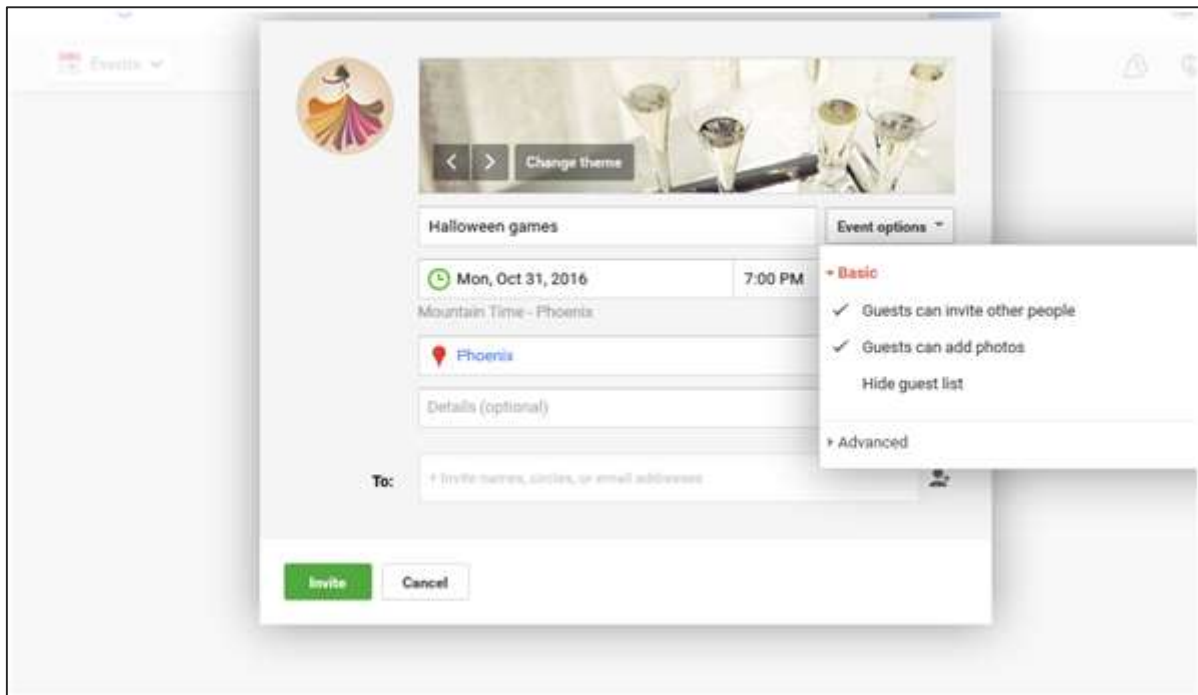 Events
Change theme
Halloween games
Event options
Mon, Oct 31, 2016
7:00 PM
Basic
Mountain Time - Phoenix
Guests can invite other people
Phoenix
Guests can add photos
Hide guest list
Details (optional)
Advanced
To:
+ Invite names, circles, or email addresses
Invite
Cancel